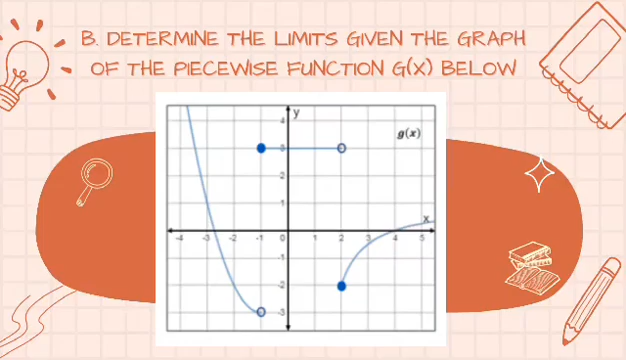 B. DETERMINE THE LIMITS GIVEN THE GRAPH
OF THE PIECEWISE FUNCTION G(X) BELOW
y
4
g(x)
3
2
1
x
-4 -3 -2 -1 0 1 2 3 4 5
-1
-2
-3